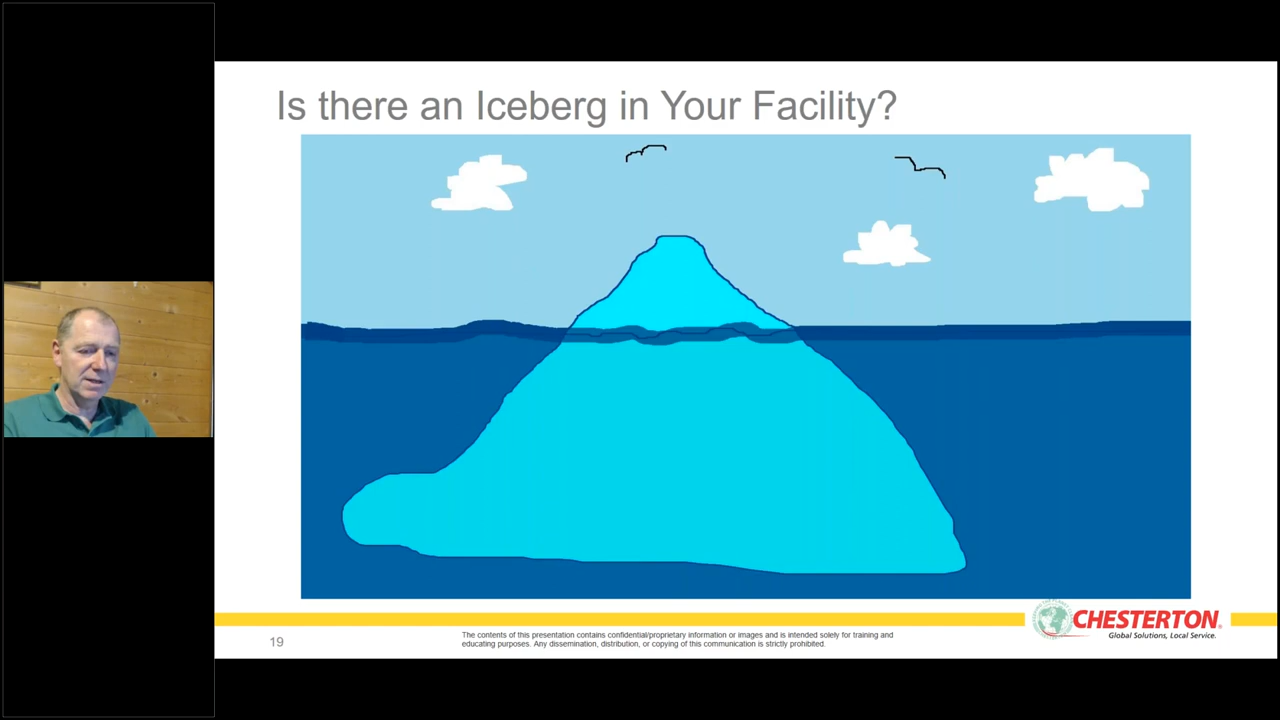 Is there an Iceberg in Your Facility?
CHESTERTON®
Global Solutions, Local Service.
19
The contents of this presentation contains confidential/proprietary information or images and is intended solely for training and
educating purposes. Any dissemination, distribution, or copying of this communication is strictly prohibited.